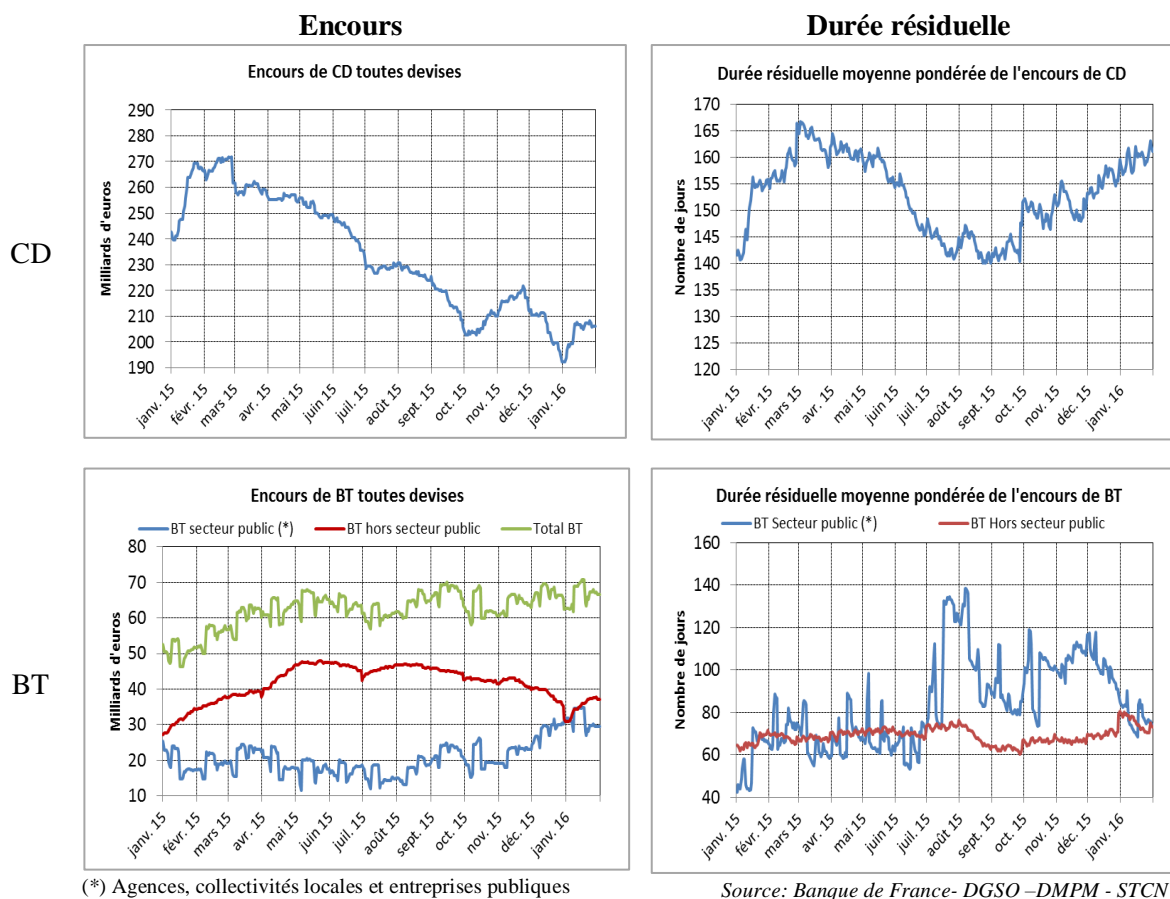 Encours
Durée résiduelle
CD
Encours de CD toutes devises
Milliards d'euros
290
280
270
260
250
240
230
220
210
200
190
janv. 15
févr. 15
mars 15
avr. 15
mai 15
juin 15
juil. 15
août 15
sept. 15
oct. 15
nov. 15
déc. 15
janv. 16
Durée résiduelle moyenne pondérée de l'encours de CD
Nombre de jours
170
165
160
155
150
145
140
135
130
125
120
janv. 15
févr. 15
mars 15
avr. 15
mai 15
juin 15
juil. 15
août 15
sept. 15
oct. 15
nov. 15
déc. 15
janv. 16
BT
Encours de BT toutes devises
BT secteur public (*) BT hors secteur public Total BT
Milliards d'euros
80
70
60
50
40
30
20
10
janv. 15
févr. 15
mars 15
avr. 15
mai 15
juin 15
juil. 15
août 15
sept. 15
oct. 15
nov. 15
déc. 15
janv. 16
Durée résiduelle moyenne pondérée de l'encours de BT
BT Secteur public (*) BT Hors secteur public
Nombre de jours
160
140
120
100
80
60
40
janv. 15
févr. 15
mars 15
avr. 15
mai 15
juin 15
juil. 15
août 15
sept. 15
oct. 15
nov. 15
déc. 15
janv. 16
(*) Agences, collectivités locales et entreprises publiques
Source: Banque de France- DGSO –DMPM - STCN